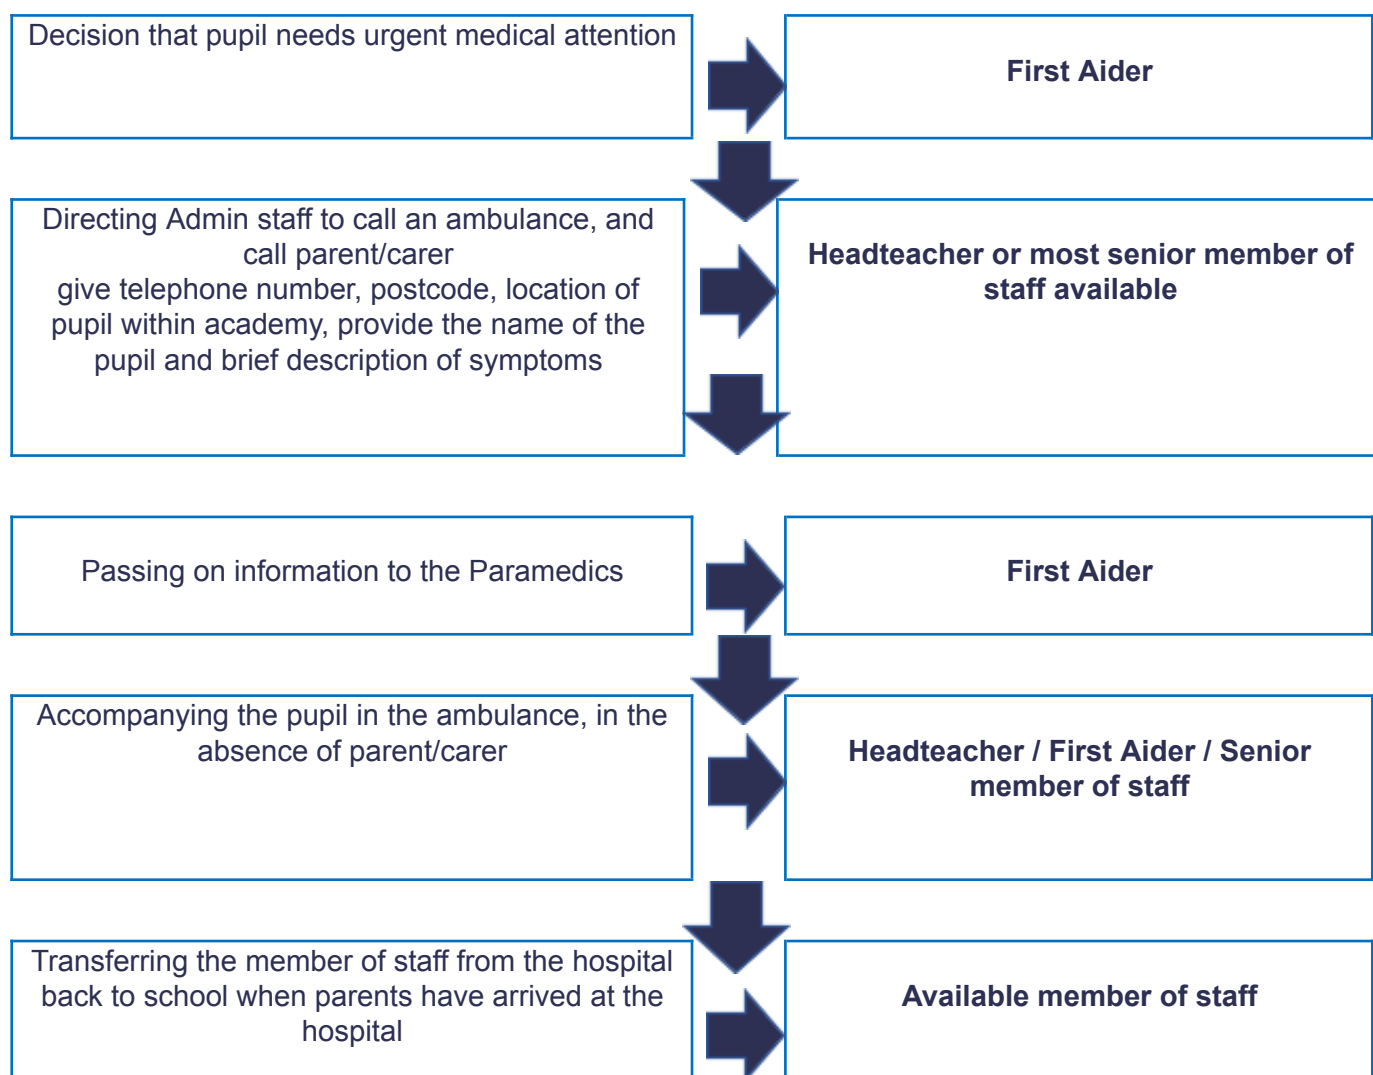 Decision that pupil needs urgent medical attention
First Aider
Directing Admin staff to call an ambulance, and
call parent/carer
give telephone number, postcode, location of
pupil within academy, provide the name of the
pupil and brief description of symptoms
Headteacher or most senior member of
staff available
Passing on information to the Paramedics
First Aider
Accompanying the pupil in the ambulance, in the
absence of parent/carer
Headteacher / First Aider / Senior
member of staff
Transferring the member of staff from the hospital
back to school when parents have arrived at the
hospital
Available member of staff